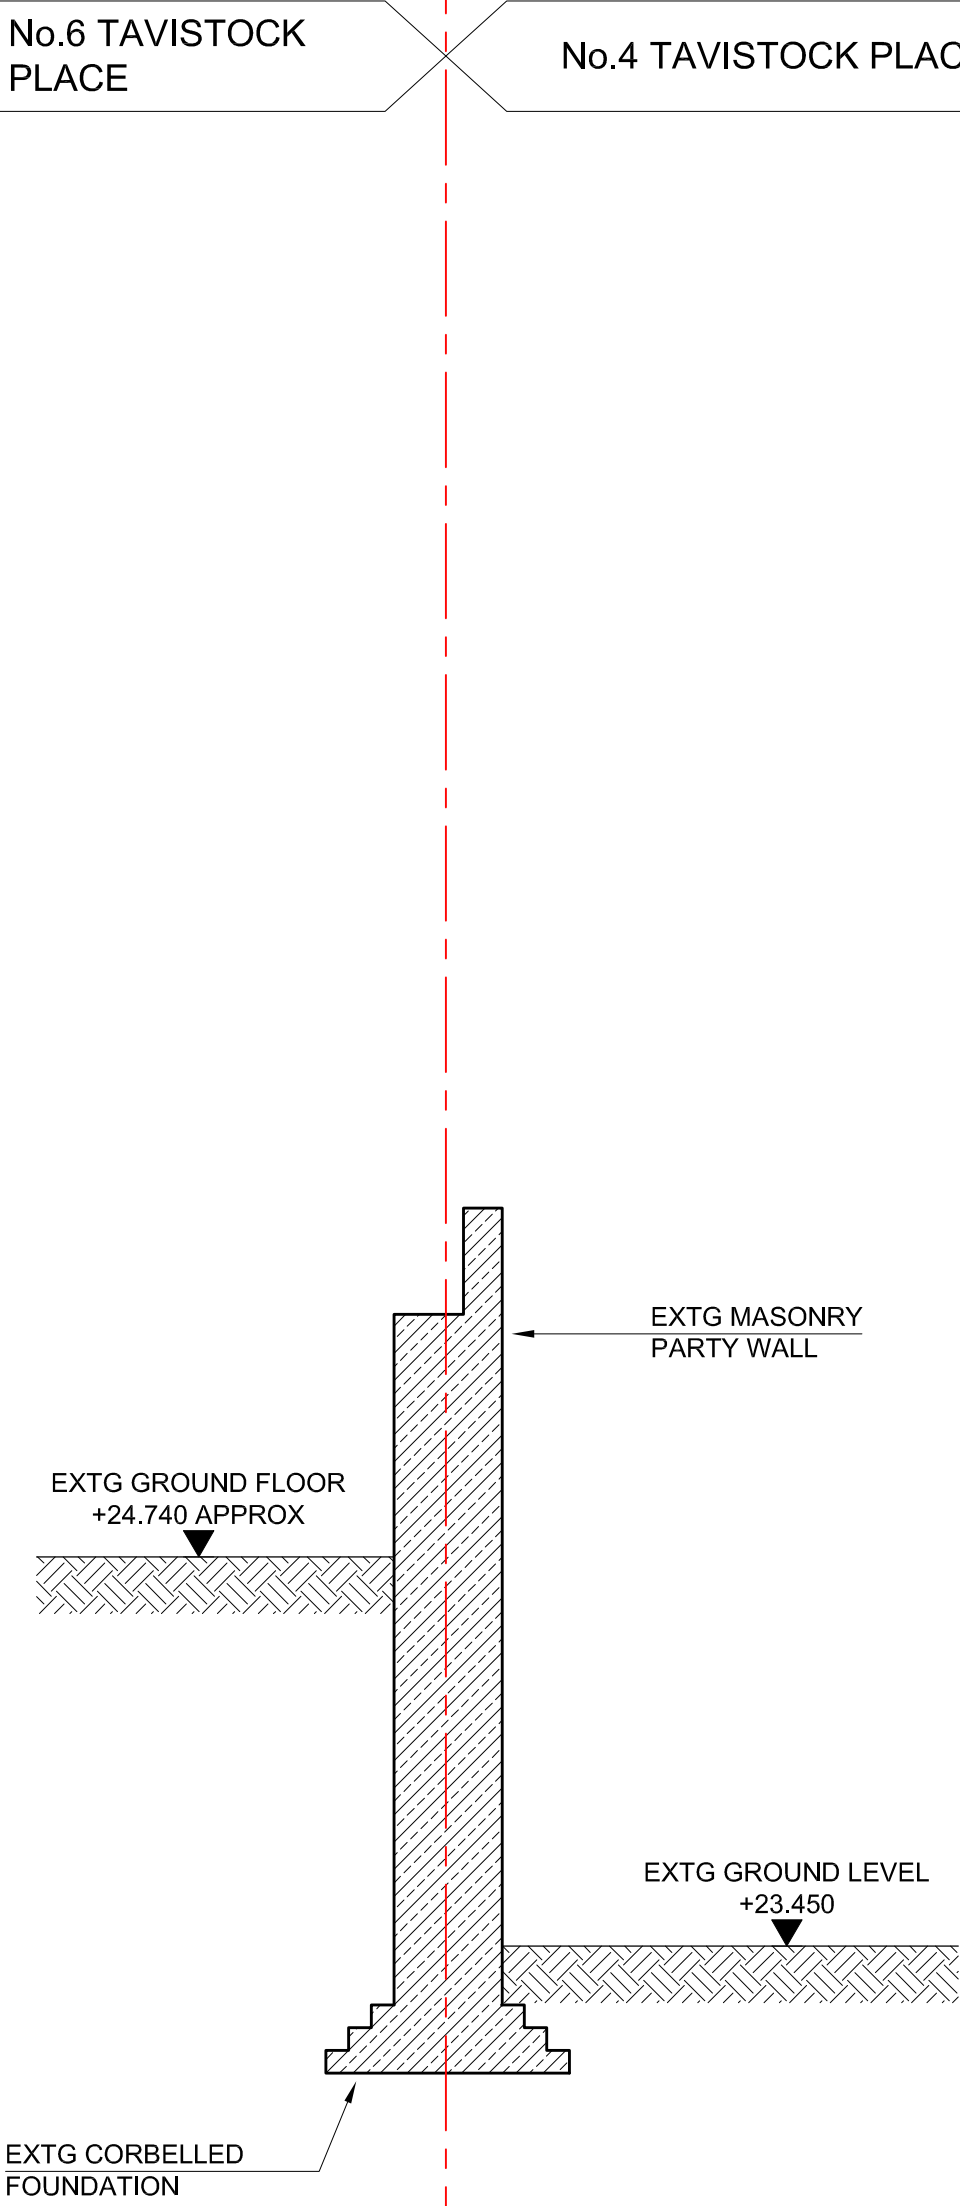 No.6 TAVISTOCK
PLACE
No.4 TAVISTOCK PLAC
EXTG MASONRY
PARTY WALL
EXTG GROUND FLOOR
+24.740 APPROX
EXTG GROUND LEVEL
+23.450
EXTG CORBELLED
FOUNDATION